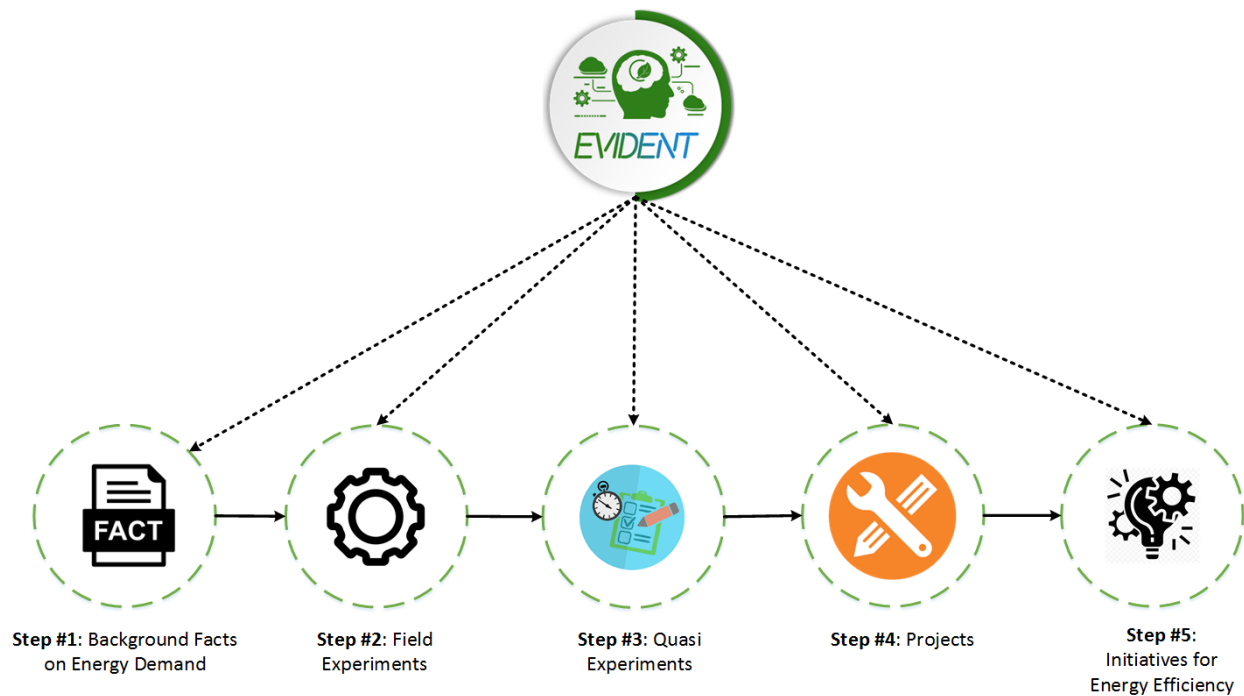 EVIDENT
FACT
Step #1: Background Facts
on Energy Demand
Step #2: Field
Experiments
Step #3: Quasi
Experiments
Step #4: Projects
Step #5:
Initiatives for
Energy Efficiency